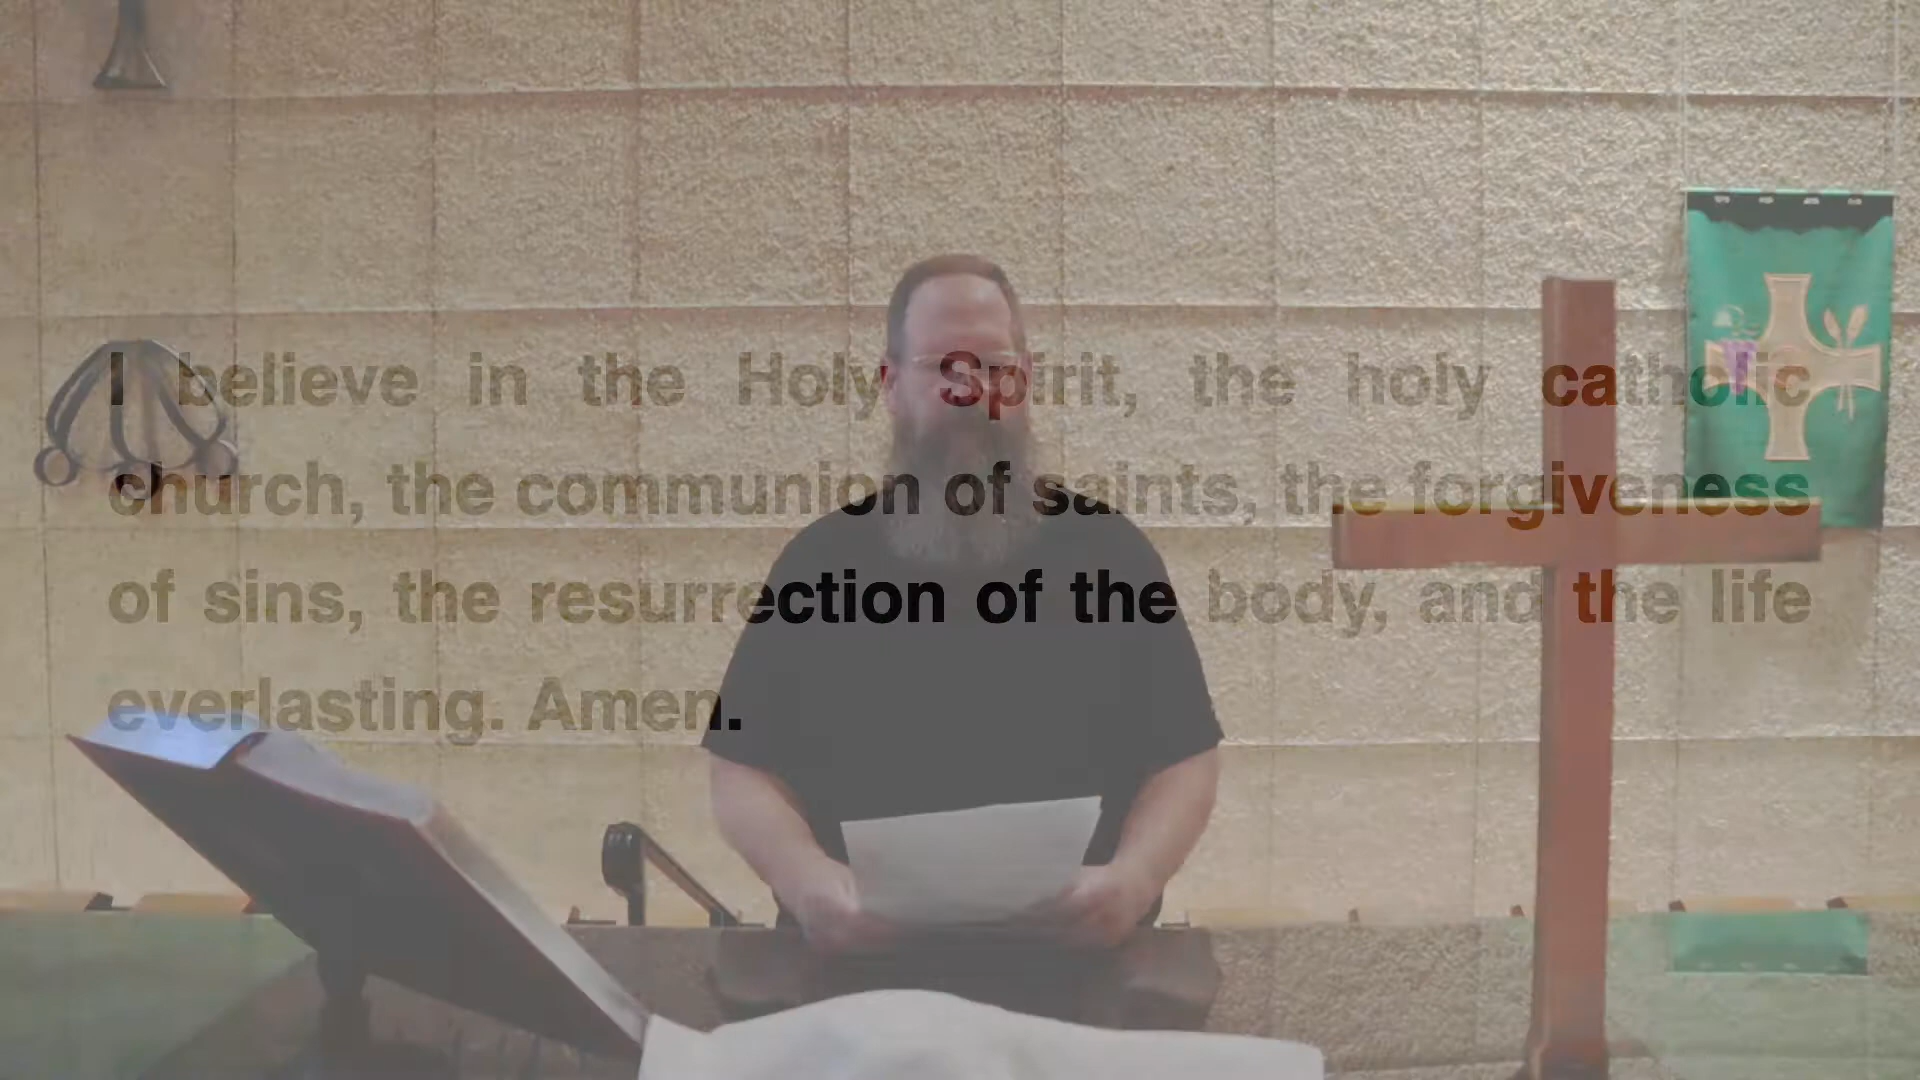 I believe in the Holy Spirit, the holy catholic
church, the communion of saints, the forgiveness
of sins, the resurrection of the body, and the life
everlasting. Amen.